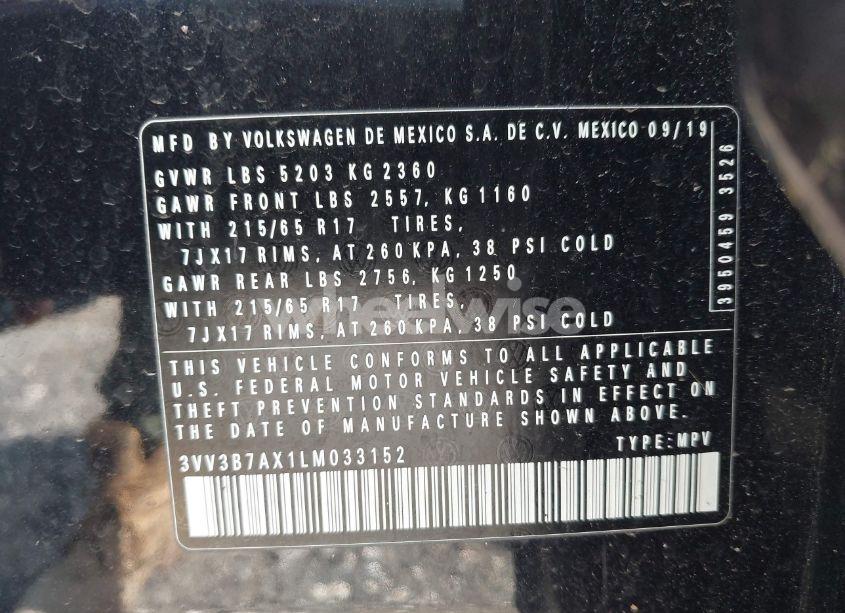 MFD BY VOLKSWAGEN DE MEXICO S.A. DE C.V. MEXICO 09/19
GVWR LBS 5203 KG 2360
GAWR FRONT LBS 2557, KG 1160
WITH 215/65 R17 TIRES,
7JX17 RIMS, AT 260 KPA, 38 PSI COLD
GAWR REAR LBS 2756, KG 1250
WITH 215/65 R17 TIRES,
7JX17 RIMS, AT 260 KPA, 38 PSI COLD
3950459 3526
THIS VEHICLE CONFORMS TO ALL APPLICABLE
U.S. FEDERAL MOTOR VEHICLE SAFETY AND
THEFT PREVENTION STANDARDS IN EFFECT ON
THE DATE OF MANUFACTURE SHOWN ABOVE.
TYPE:MPV
3VV3B7AX1LM033152